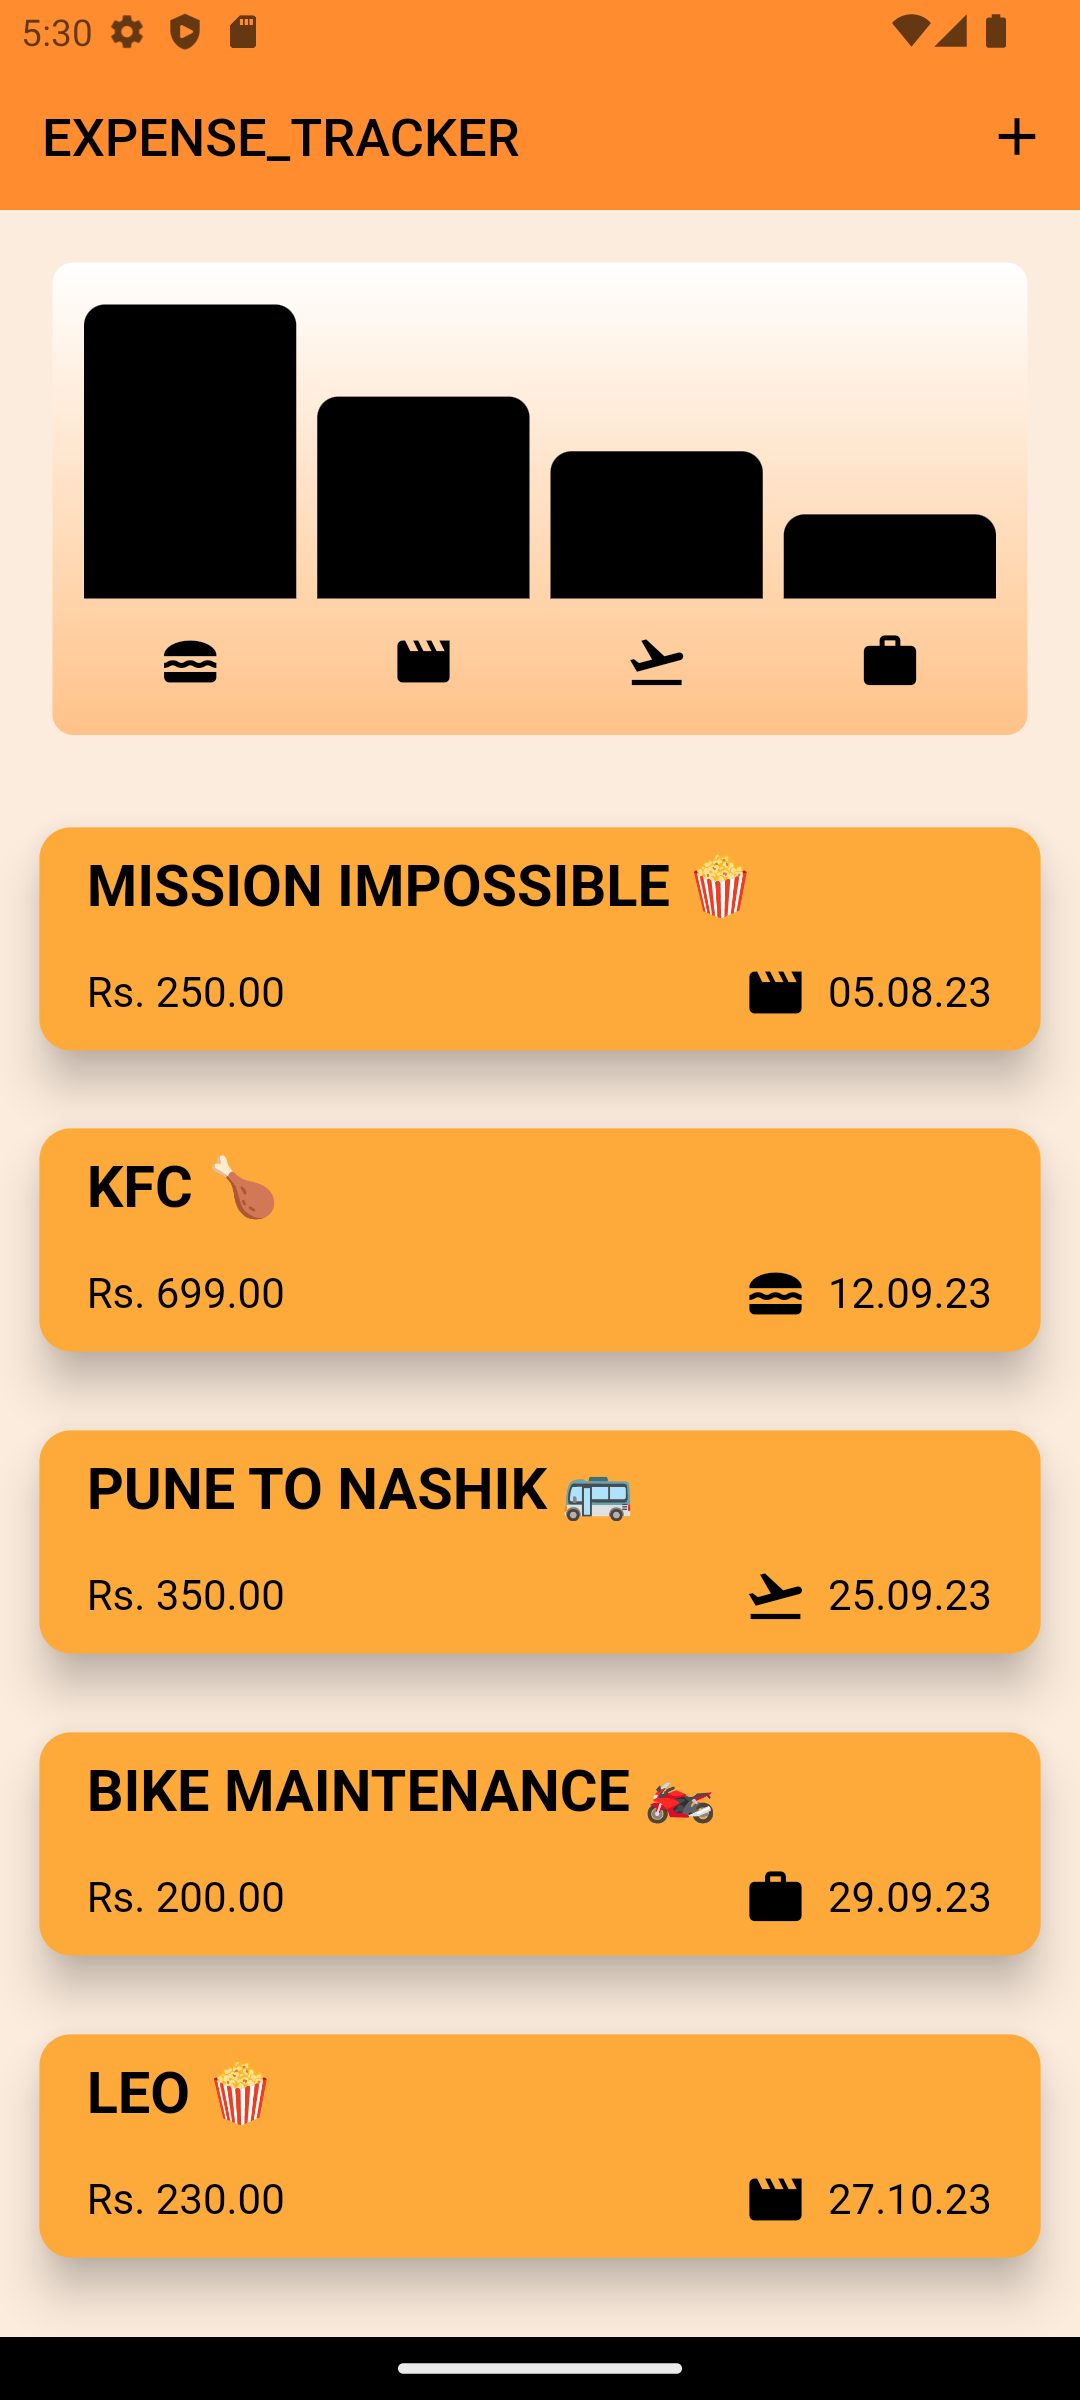 5:30
EXPENSE_TRACKER
MISSION IMPOSSIBLE 🍿
Rs. 250.00 05.08.23
KFC 🍗
Rs. 699.00 12.09.23
PUNE TO NASHIK 🚌
Rs. 350.00 25.09.23
BIKE MAINTENANCE 🏍️
Rs. 200.00 29.09.23
LEO 🍿
Rs. 230.00 27.10.23